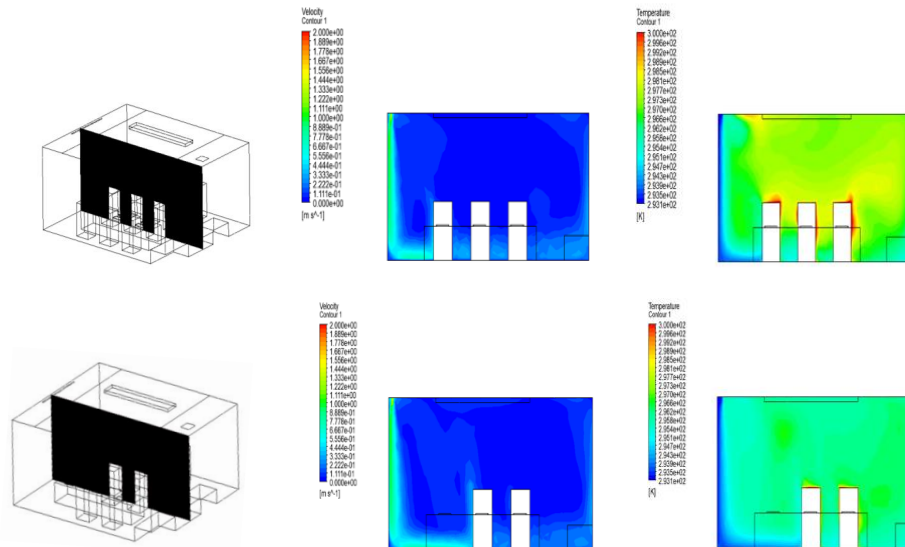 Velocity
Contour 1
2.000e+00
1.889e+00
1.778e+00
1.667e+00
1.556e+00
1.444e+00
1.333e+00
1.222e+00
1.111e+00
1.000e+00
8.889e-01
7.778e-01
6.667e-01
5.556e-01
4.444e-01
3.333e-01
2.222e-01
1.111e-01
0.000e+00
[m s^-1]
Temperature
Contour 1
3.000e+02
2.996e+02
2.992e+02
2.989e+02
2.985e+02
2.981e+02
2.977e+02
2.973e+02
2.970e+02
2.966e+02
2.962e+02
2.958e+02
2.954e+02
2.951e+02
2.947e+02
2.943e+02
2.939e+02
2.935e+02
2.931e+02
[K]
Velocity
Contour 1
2.000e+00
1.889e+00
1.778e+00
1.667e+00
1.556e+00
1.444e+00
1.333e+00
1.222e+00
1.111e+00
1.000e+00
8.889e-01
7.778e-01
6.667e-01
5.556e-01
4.444e-01
3.333e-01
2.222e-01
1.111e-01
0.000e+00
[m s^-1]
Temperature
Contour 1
3.000e+02
2.996e+02
2.992e+02
2.989e+02
2.985e+02
2.981e+02
2.977e+02
2.973e+02
2.970e+02
2.966e+02
2.962e+02
2.958e+02
2.954e+02
2.951e+02
2.947e+02
2.943e+02
2.939e+02
2.935e+02
2.931e+02
[K]